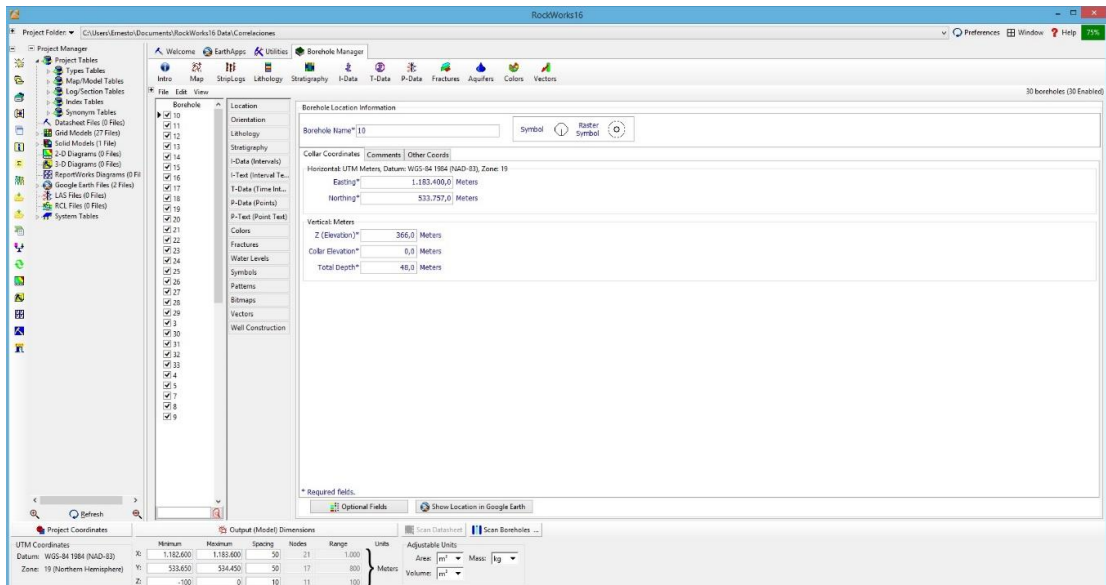 RockWorks16
Project Folder: C:\Users\Ernesto\Documents\RockWorks16 Data\Correlaciones
Preferences Window Help 75%
Project Manager
Project Tables
Types Tables
Map/Model Tables
Log/Section Tables
Index Tables
Synonym Tables
Datasheet Files (0 Files)
Grid Models (27 Files)
Solid Models (1 File)
2-D Diagrams (0 Files)
3-D Diagrams (0 Files)
ReportWorks Diagrams (0 Fil
Google Earth Files (2 Files)
LAS Files (0 Files)
RCL Files (0 Files)
System Tables
Refresh
Welcome EarthApps Utilities Borehole Manager
Intro Map StripLogs Lithology Stratigraphy I-Data T-Data P-Data Fractures Aquifers Colors Vectors
File Edit View
30 boreholes (30 Enabled)
Borehole
10
11
12
13
14
15
16
17
18
19
20
21
22
23
24
25
26
27
28
29
3
30
31
32
33
4
5
7
8
9
Location
Orientation
Lithology
Stratigraphy
I-Data (Intervals)
I-Text (Interval Te...
T-Data (Time Int...
P-Data (Points)
P-Text (Point Text)
Colors
Fractures
Water Levels
Symbols
Patterns
Bitmaps
Vectors
Well Construction
Borehole Location Information
Borehole Name* 10
Symbol Raster Symbol
Collar Coordinates Comments Other Coords
Horizontal: UTM Meters, Datum: WGS-84 1984 (NAD-83), Zone: 19
Easting* 1.183.400,0 Meters
Northing* 533.757,0 Meters
Vertical: Meters
Z (Elevation)* 366,0 Meters
Collar Elevation* 0,0 Meters
Total Depth* 48,0 Meters
* Required fields.
Optional Fields Show Location in Google Earth
Project Coordinates Output (Model) Dimensions Scan Datasheet Scan Boreholes ...
UTM Coordinates
Datum: WGS-84 1984 (NAD-83)
Zone: 19 (Northern Hemisphere)
Minimum Maximum Spacing Nodes Range Units
X: 1.182.600 1.183.600 50 21 1.000
Y: 533.650 534.450 50 17 800 Meters
Z: -100 0 10 11 100
Adjustable Units
Area: m² Mass: kg
Volume: m³